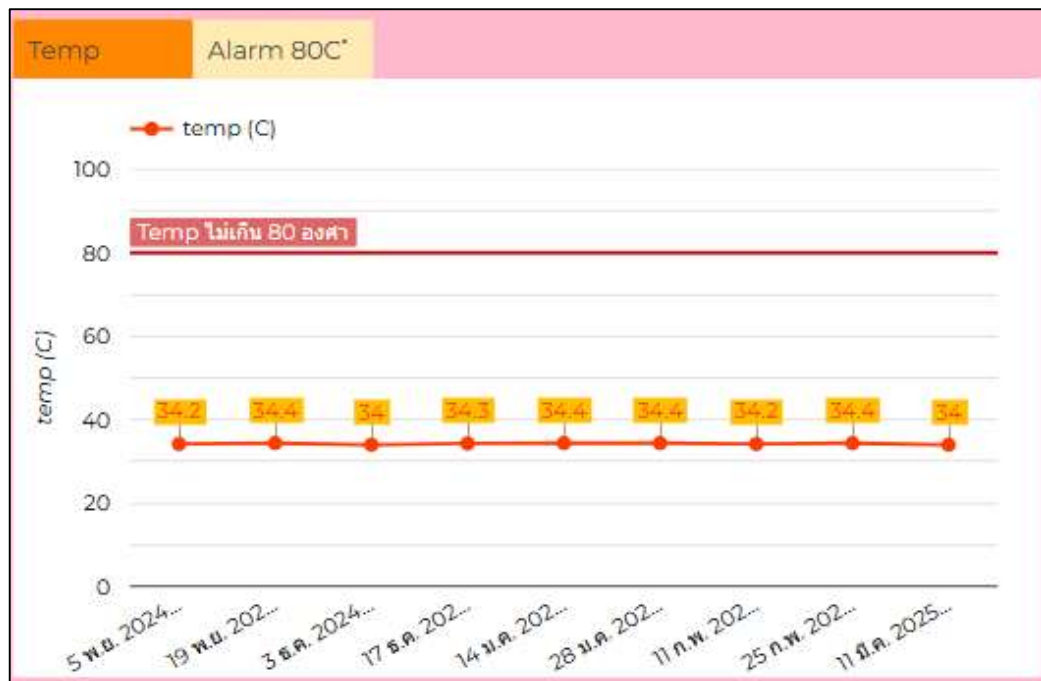 Temp
Alarm 80C*
temp (C)
100
Temp ไม่เกิน 80 องศา
80
60
40
20
0
temp (C)
34.2
34.4
34
34.3
34.4
34.4
34.2
34.4
34
5 พ.ย. 2024...
19 พ.ย. 202...
3 ธ.ค. 2024...
17 ธ.ค. 202...
14 ม.ค. 202...
28 ม.ค. 202...
11 ก.พ. 202...
25 ก.พ. 202...
11 มี.ค. 2025...